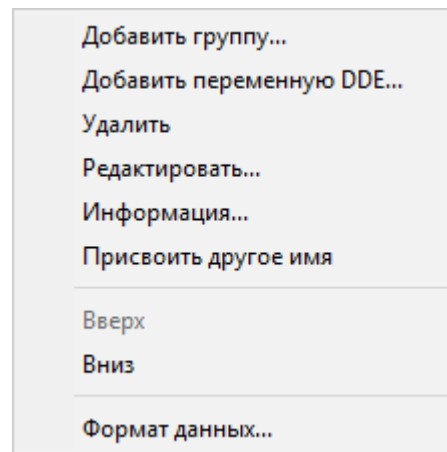 Добавить группу...
Добавить переменную DDE...
Удалить
Редактировать...
Информация...
Присвоить другое имя
Вверх
Вниз
Формат данных...